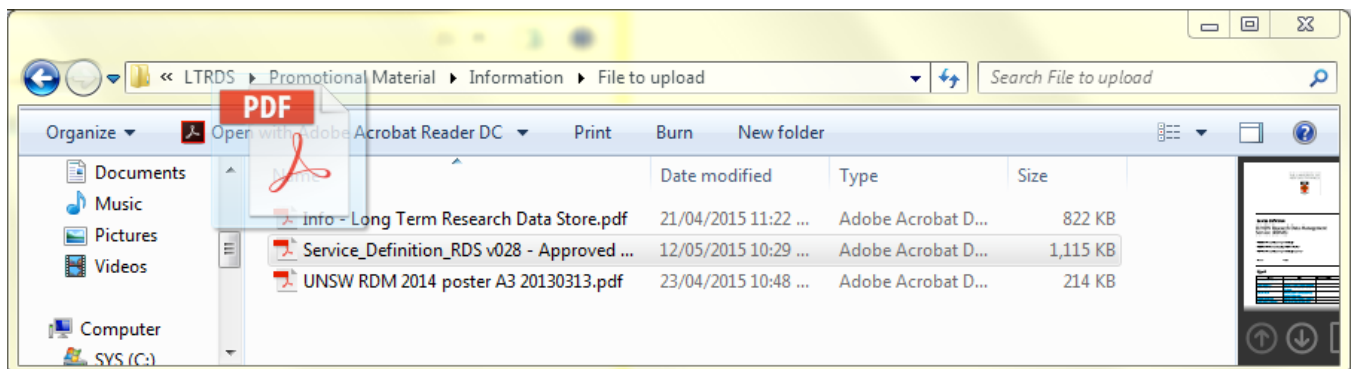 « LTRDS ▸ Promotional Material ▸ Information ▸ File to upload
Search File to upload
PDF
Organize ▾ Open with Adobe Acrobat Reader DC ▾ Print Burn New folder
Documents
Name Date modified Type Size
Music
Info - Long Term Research Data Store.pdf 21/04/2015 11:22 ... Adobe Acrobat D... 822 KB
Pictures
Service_Definition_RDS v028 - Approved ... 12/05/2015 10:29 ... Adobe Acrobat D... 1,115 KB
Videos
UNSW RDM 2014 poster A3 20130313.pdf 23/04/2015 10:48 ... Adobe Acrobat D... 214 KB
Computer
SYS (C:)